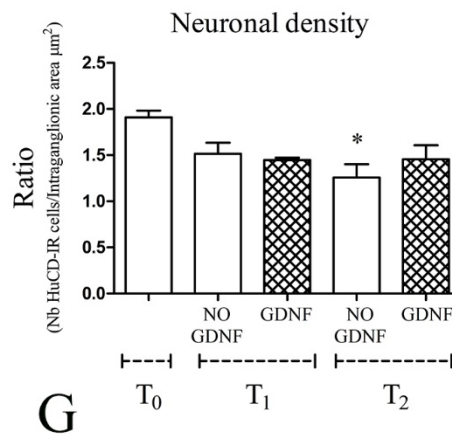 Neuronal density
Ratio
(Nb HuCD-IR cells/Intraganglionic area μm²)
2.5
2.0
1.5
1.0
0.5
0.0
*
NO
GDNF
GDNF
NO
GDNF
GDNF
T₀
T₁
T₂
G